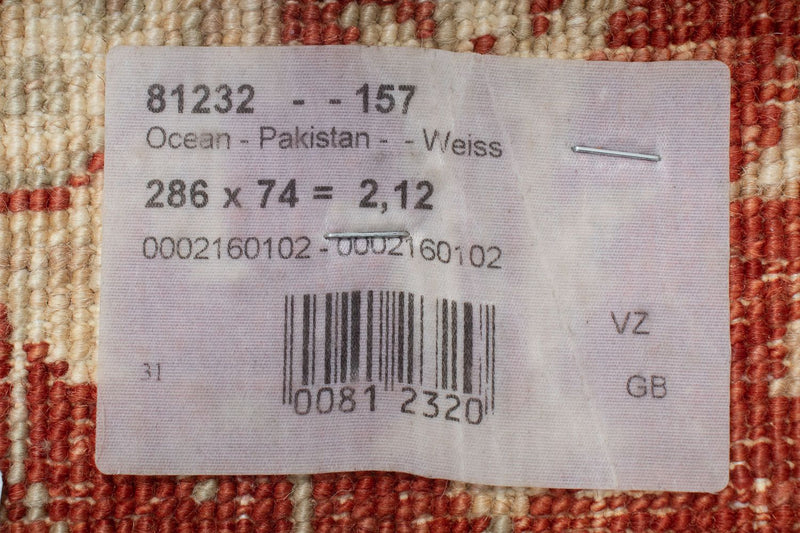 81232 - - 157
Ocean - Pakistan - - Weiss
286 x 74 = 2,12
0002160102 - 0002160102
VZ
31
GB
0081 2320